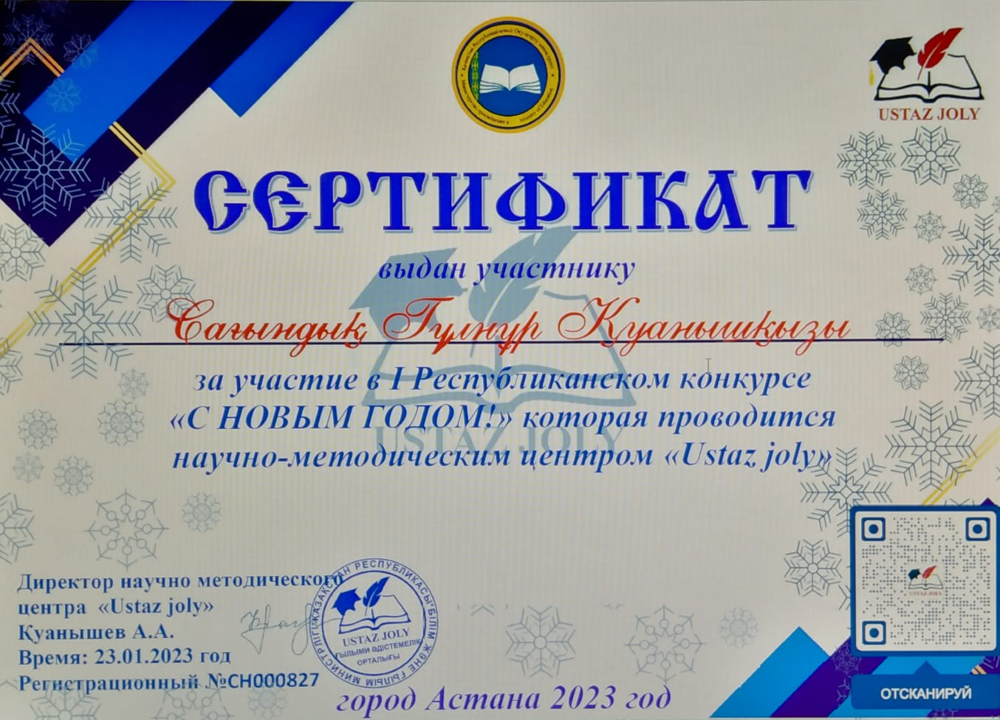 USTAZ JOLY
СЕРТИФИКАТ
выдан участнику
Сағындық Гүлнұр Қуанышқызы
за участие в I Республиканском конкурсе
«С НОВЫМ ГОДОМ!» которая проводится
научно-методическим центром «Ustaz joly»
USTAZ JOLY
Директор научно методического
центра «Ustaz joly»
Қуанышев А.А.
Время: 23.01.2023 год
Регистрационный №CH000827
ҚАЗАҚСТАН РЕСПУБЛИКАСЫ БІЛІМ ЖӘНЕ ҒЫЛЫМ МИНИСТРЛІГІ
USTAZ JOLY
ҒЫЛЫМИ ӘДІСТЕМЕЛІК
ОРТАЛЫҒЫ
город Астана 2023 год
USTAZ JOLY
ОТСКАНИРУЙ